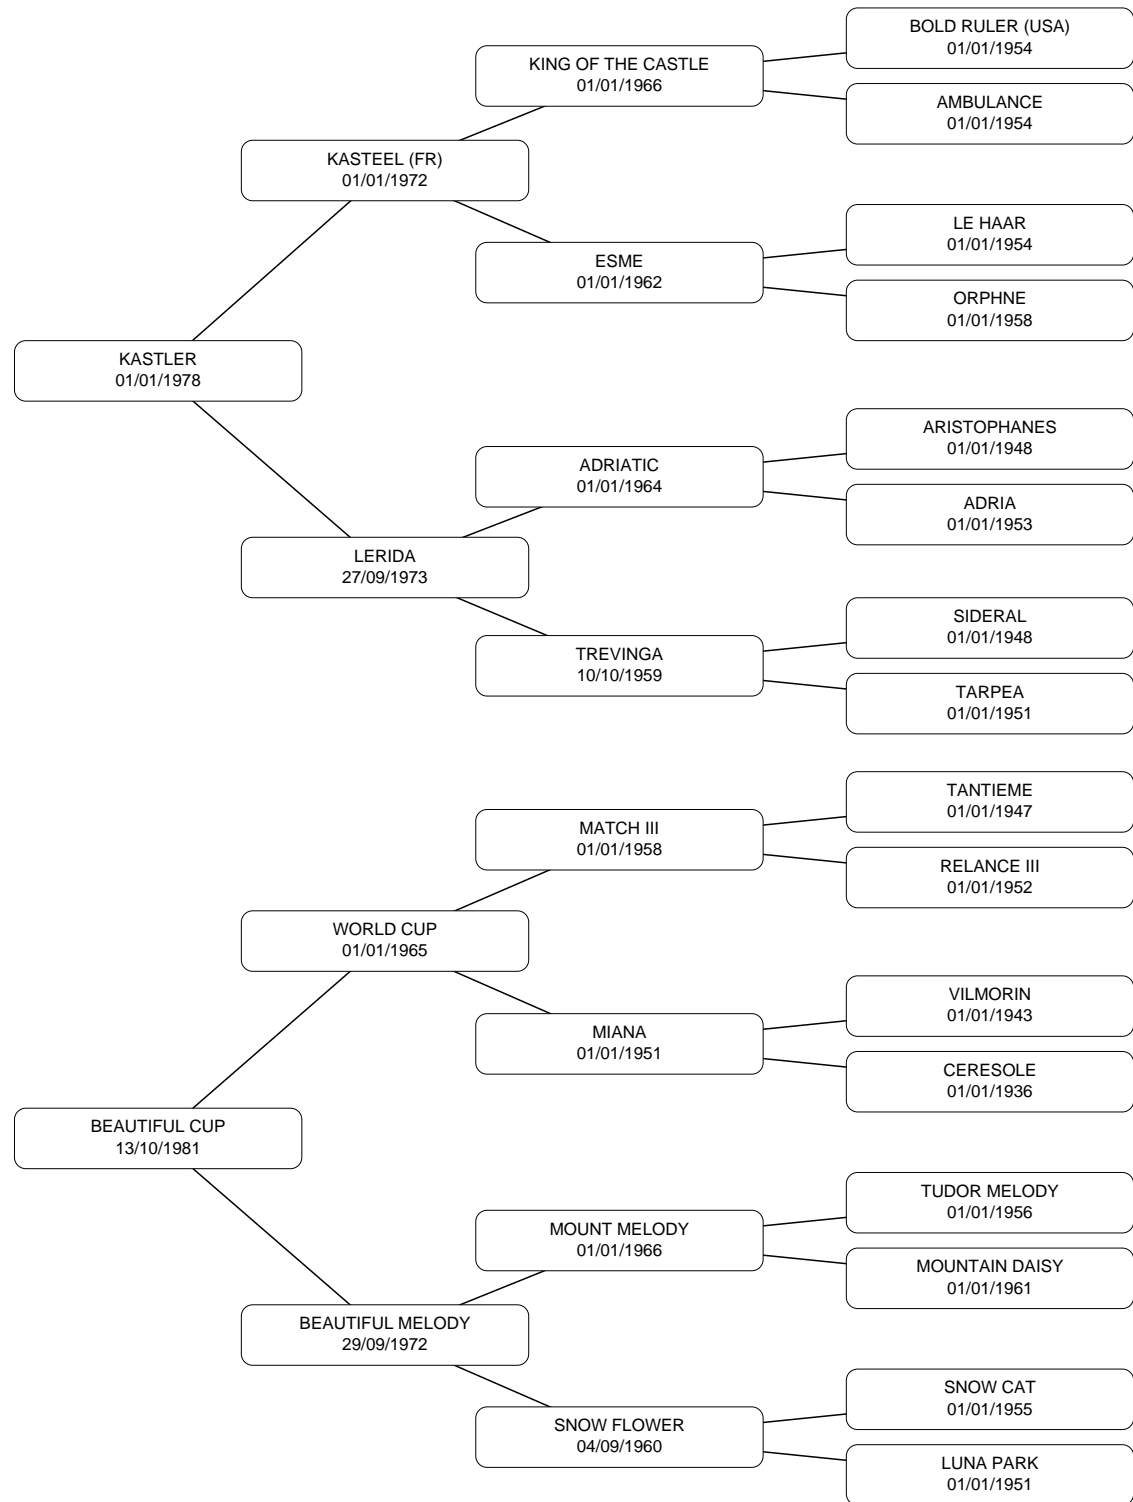 BOLD RULER (USA)
01/01/1954
KING OF THE CASTLE
01/01/1966
AMBULANCE
01/01/1954
KASTEEL (FR)
01/01/1972
LE HAAR
01/01/1954
ESME
01/01/1962
ORPHNE
01/01/1958
KASTLER
01/01/1978
ARISTOPHANES
01/01/1948
ADRIATIC
01/01/1964
ADRIA
01/01/1953
LERIDA
27/09/1973
SIDERAL
01/01/1948
TREVINGA
10/10/1959
TARPEA
01/01/1951
TANTIEME
01/01/1947
MATCH III
01/01/1958
RELANCE III
01/01/1952
WORLD CUP
01/01/1965
VILMORIN
01/01/1943
MIANA
01/01/1951
CERESOLE
01/01/1936
BEAUTIFUL CUP
13/10/1981
TUDOR MELODY
01/01/1956
MOUNT MELODY
01/01/1966
MOUNTAIN DAISY
01/01/1961
BEAUTIFUL MELODY
29/09/1972
SNOW CAT
01/01/1955
SNOW FLOWER
04/09/1960
LUNA PARK
01/01/1951